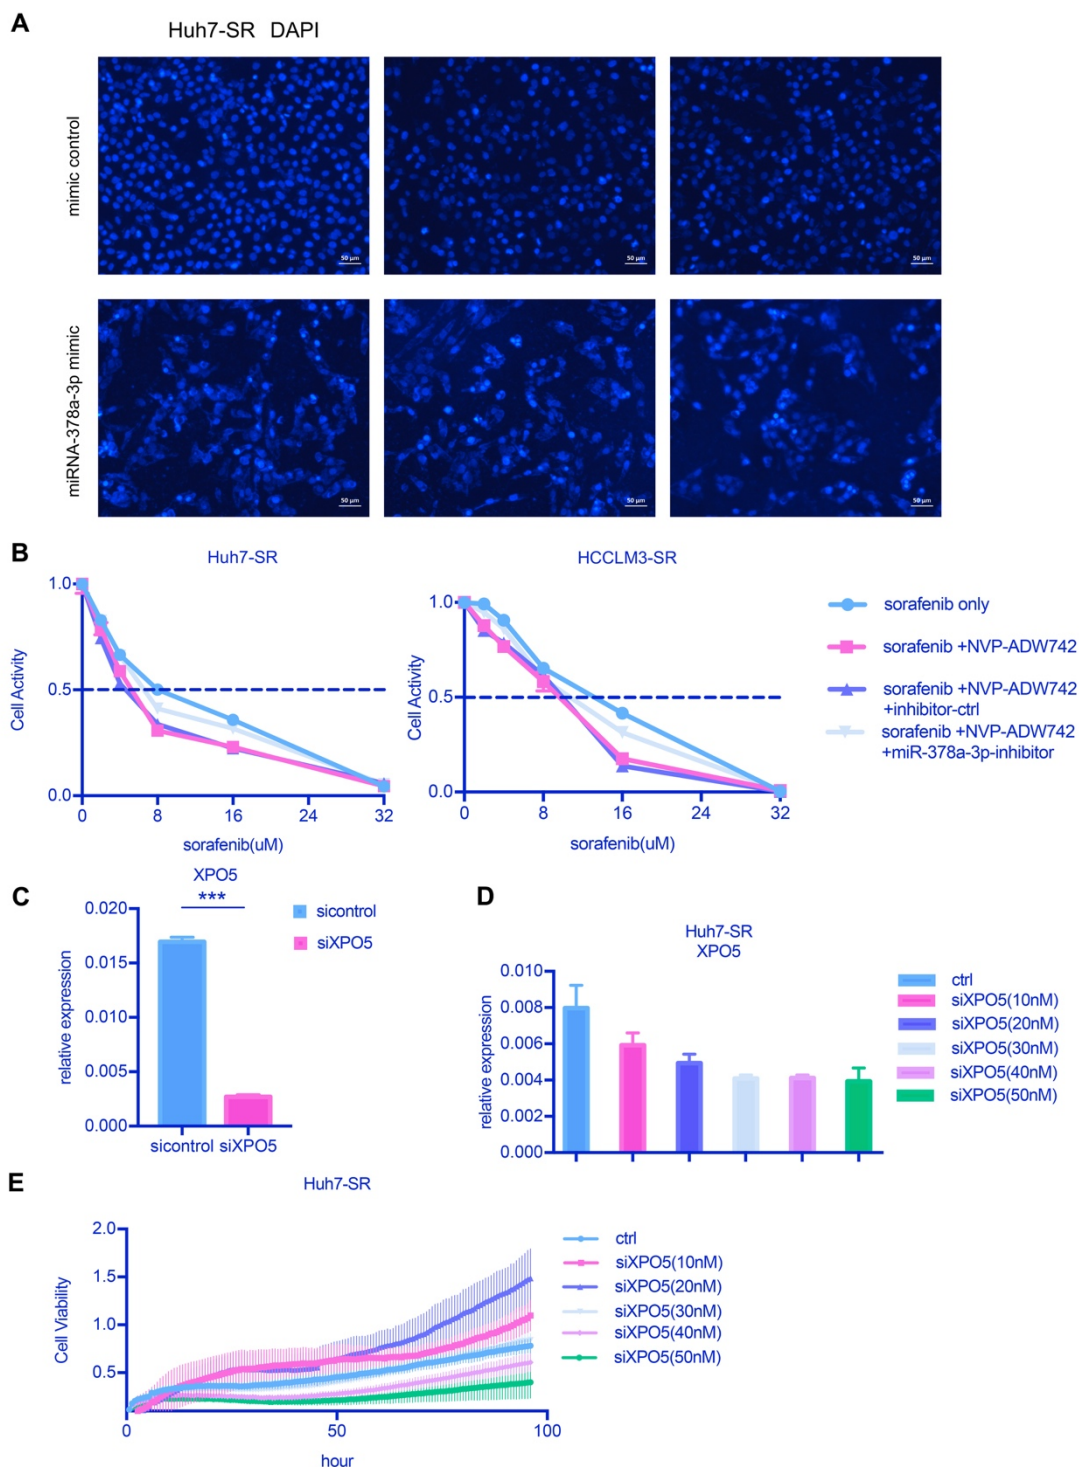 A
Huh7-SR DAPI
mimic control
50 µm
50 µm
50 µm
miRNA-378a-3p mimic
50 µm
50 µm
50 µm
B
Huh7-SR
Cell Activity
1.0
0.5
0.0
0 8 16 24 32
sorafenib(uM)
HCCLM3-SR
Cell Activity
1.0
0.5
0.0
0 8 16 24 32
sorafenib(uM)
sorafenib only
sorafenib +NVP-ADW742
sorafenib +NVP-ADW742
+inhibitor-ctrl
sorafenib +NVP-ADW742
+miR-378a-3p-inhibitor
C
XPO5
***
relative expression
0.020
0.015
0.010
0.005
0.000
sicontrol siXPO5
sicontrol
siXPO5
D
Huh7-SR
XPO5
relative expression
0.010
0.008
0.006
0.004
0.002
0.000
ctrl
siXPO5(10nM)
siXPO5(20nM)
siXPO5(30nM)
siXPO5(40nM)
siXPO5(50nM)
E
Huh7-SR
Cell Viability
2.0
1.5
1.0
0.5
0 50 100
hour
ctrl
siXPO5(10nM)
siXPO5(20nM)
siXPO5(30nM)
siXPO5(40nM)
siXPO5(50nM)